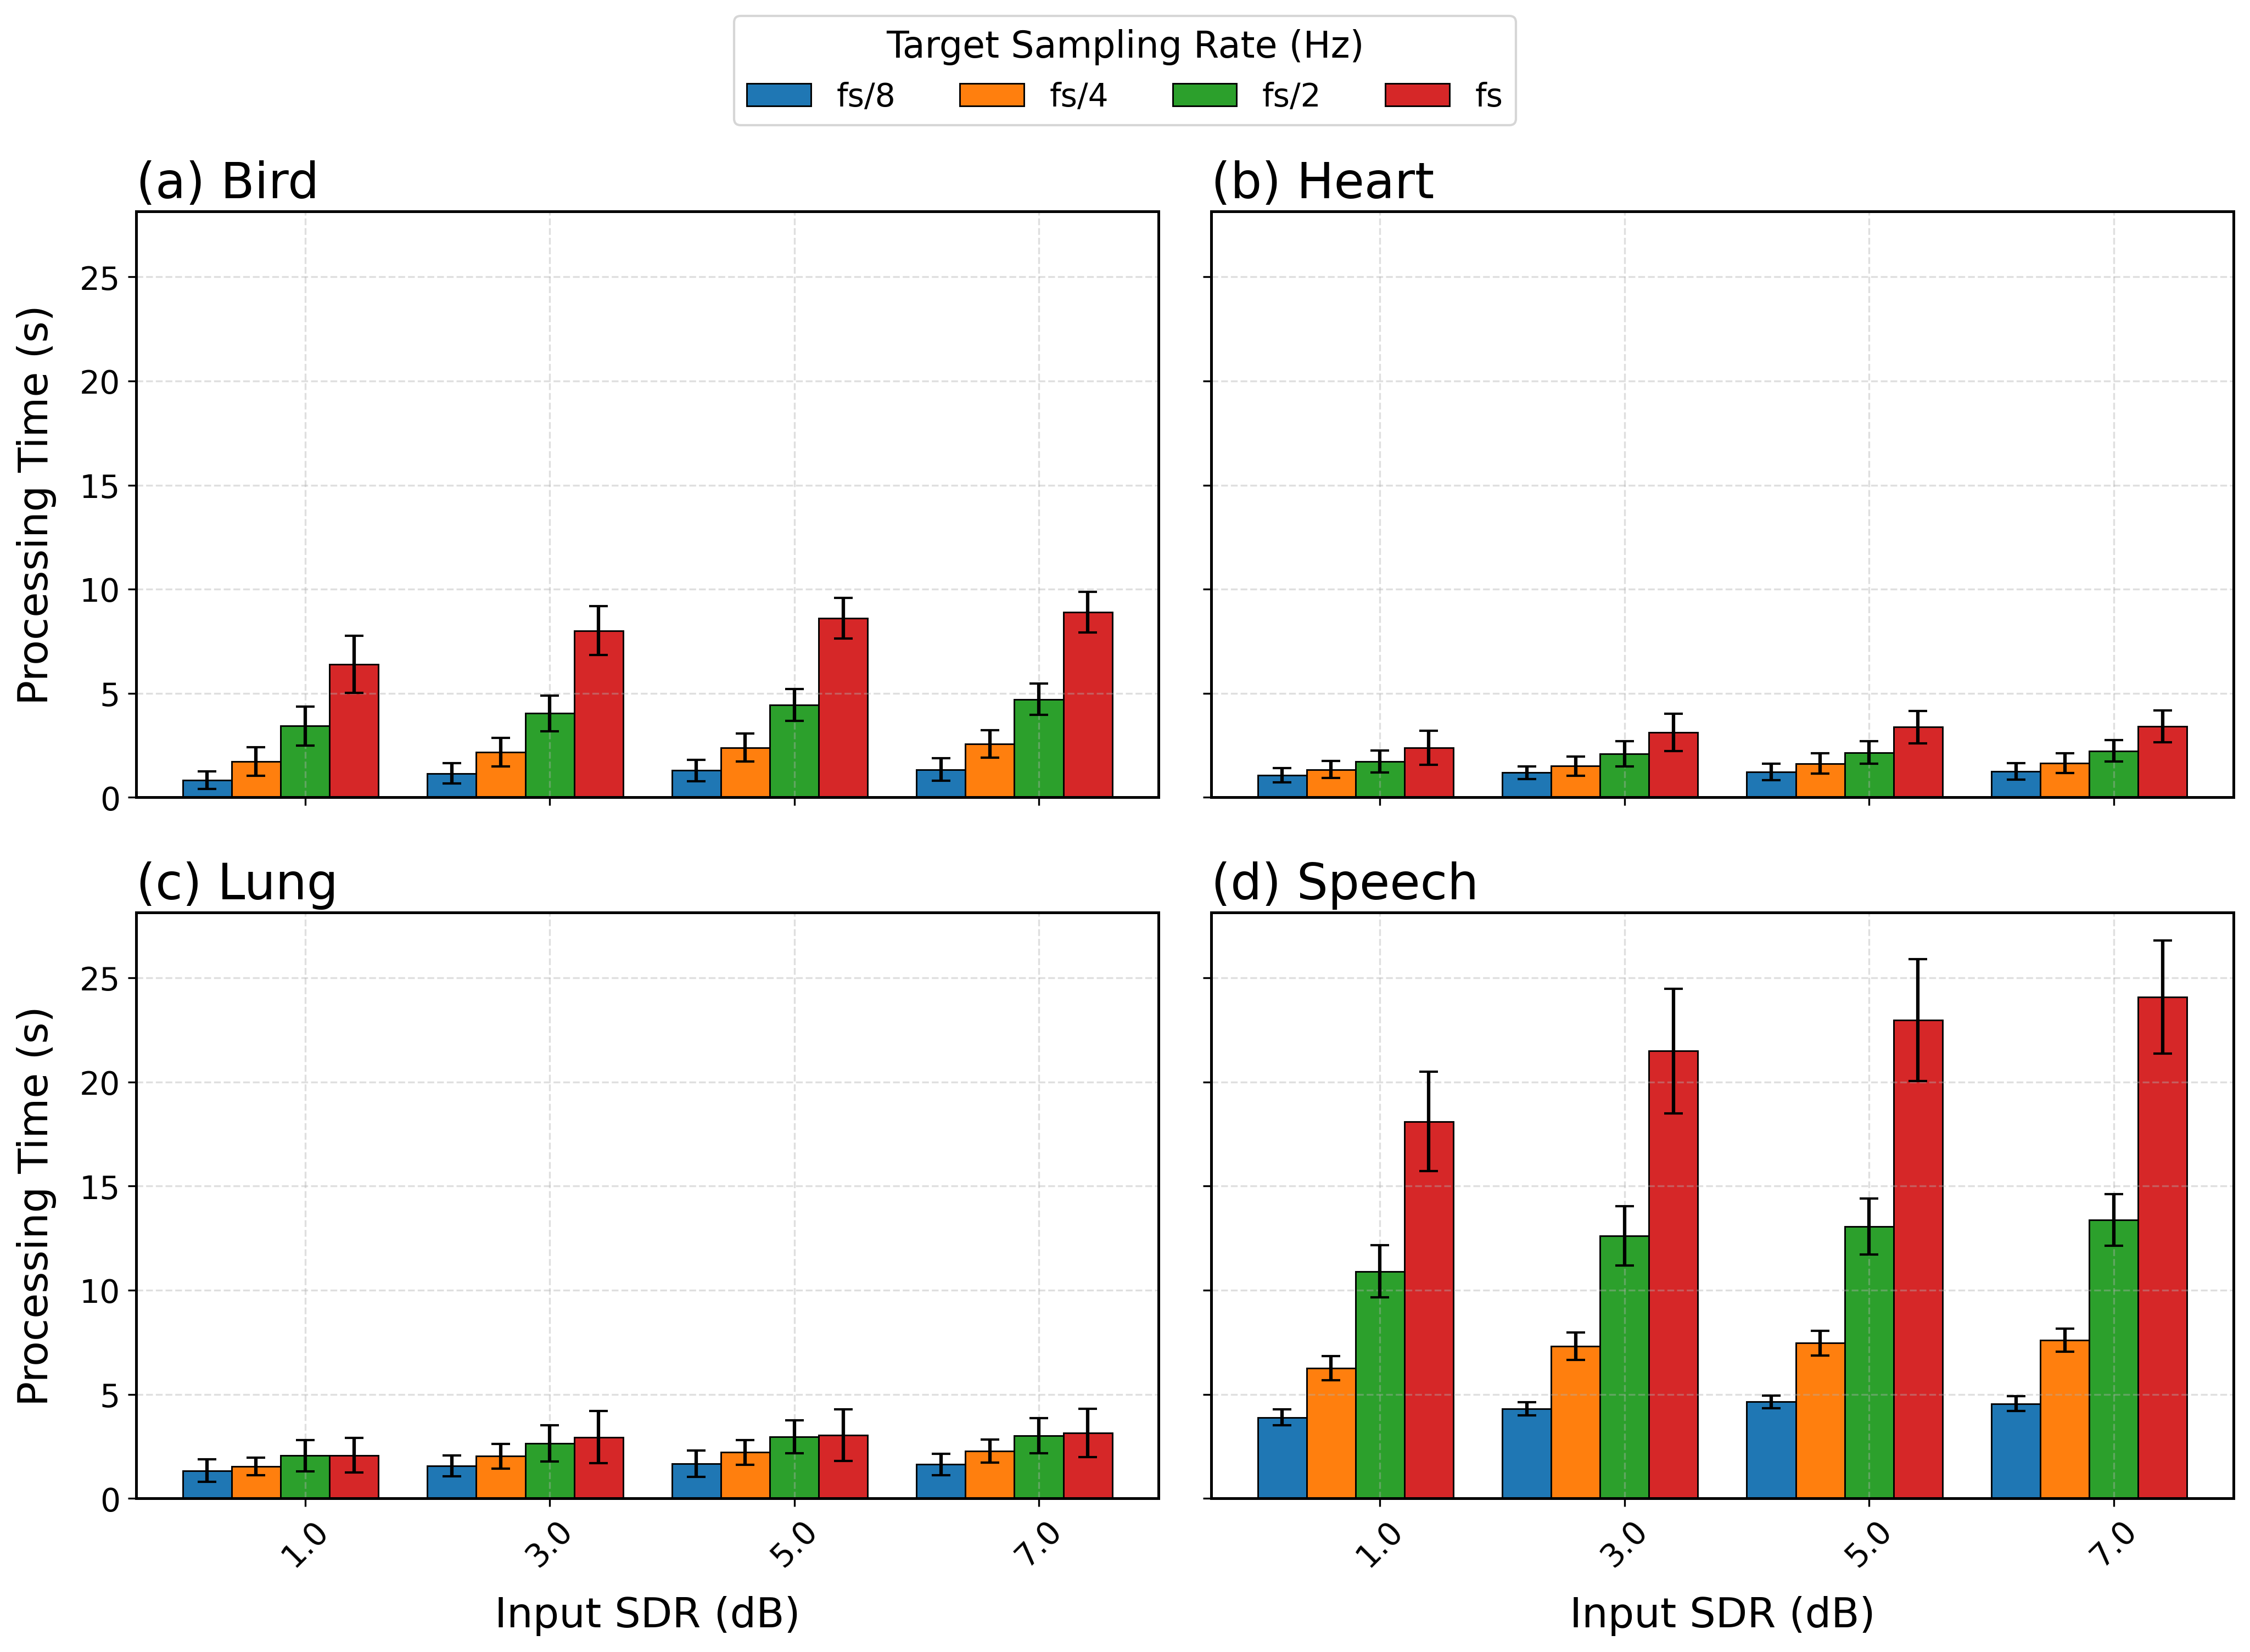 Target Sampling Rate (Hz)
fs/8 fs/4 fs/2 fs
(a) Bird
(b) Heart
Processing Time (s)
25
20
15
10
5
0
(c) Lung
(d) Speech
Processing Time (s)
25
20
15
10
5
0
1.0 3.0 5.0 7.0
1.0 3.0 5.0 7.0
Input SDR (dB)
Input SDR (dB)